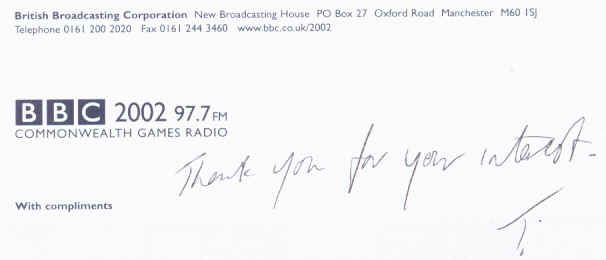 British Broadcasting Corporation New Broadcasting House PO Box 27 Oxford Road Manchester M60 1SJ
Telephone 0161 200 2020 Fax 0161 244 3460 www.bbc.co.uk/2002
BBC 2002 97.7FM
COMMONWEALTH GAMES RADIO
Thank you for your interest.
T.
With compliments